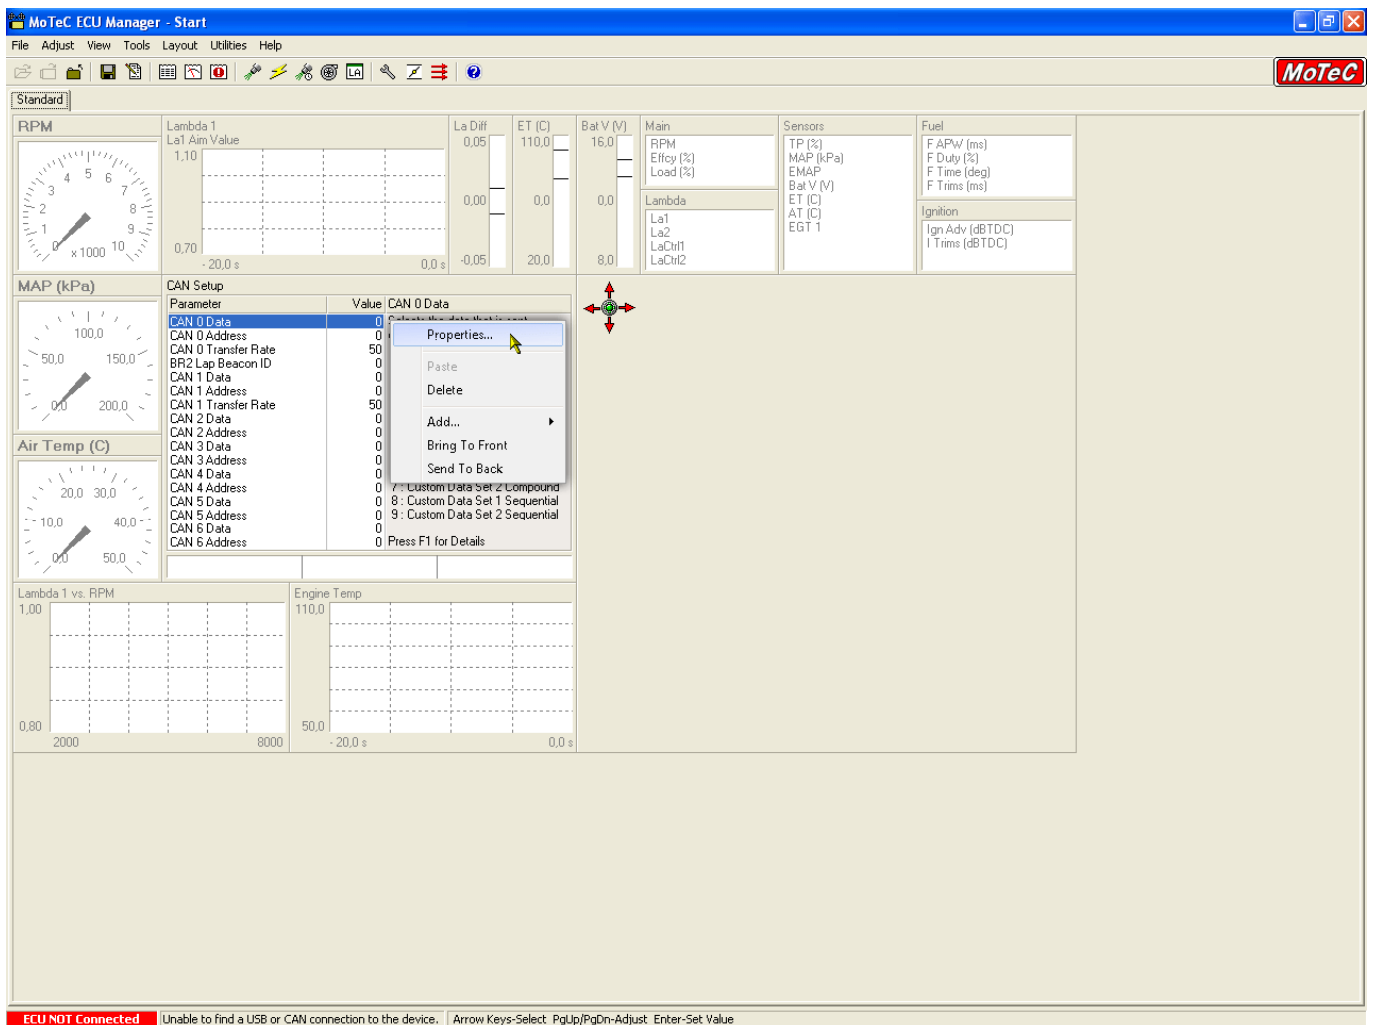 MoTeC ECU Manager - Start
File Adjust View Tools Layout Utilities Help
MoTeC
Standard
RPM
0 1 2 3 4 5 6 7 8 9 10
x 1000
Lambda 1
La1 Aim Value
1,10
0,70
- 20,0 s
0,0 s
La Diff
0,05
0,00
-0,05
ET (C)
110,0
0,0
20,0
Bat V (V)
16,0
0,0
8,0
Main
RPM
Effcy (%)
Load (%)
Lambda
La1
La2
LaCtrl1
LaCtrl2
Sensors
TP (%)
MAP (kPa)
EMAP
Bat V (V)
ET (C)
AT (C)
EGT 1
Fuel
F APW (ms)
F Duty (%)
F Time (deg)
F Trims (ms)
Ignition
Ign Adv (dBTDC)
I Trims (dBTDC)
MAP (kPa)
100,0
50,0 150,0
0,0 200,0
Air Temp (C)
20,0 30,0
10,0 40,0
0,0 50,0
CAN Setup
Parameter Value CAN 0 Data
CAN 0 Data 0
CAN 0 Address 0
CAN 0 Transfer Rate 50
BR2 Lap Beacon ID 0
CAN 1 Data 0
CAN 1 Address 0
CAN 1 Transfer Rate 50
CAN 2 Data 0
CAN 2 Address 0
CAN 3 Data 0
CAN 3 Address 0
CAN 4 Data 0
CAN 4 Address 0
CAN 5 Data 0
CAN 5 Address 0
CAN 6 Data 0
CAN 6 Address 0
Properties...
Paste
Delete
Add...
Bring To Front
Send To Back
7 : Custom Data Set 2 Compound
8 : Custom Data Set 1 Sequential
9 : Custom Data Set 2 Sequential
Press F1 for Details
Lambda 1 vs. RPM
1,00
0,80
2000 8000
Engine Temp
110,0
50,0
- 20,0 s 0,0 s
ECU NOT Connected Unable to find a USB or CAN connection to the device. Arrow Keys-Select PgUp/PgDn-Adjust Enter-Set Value